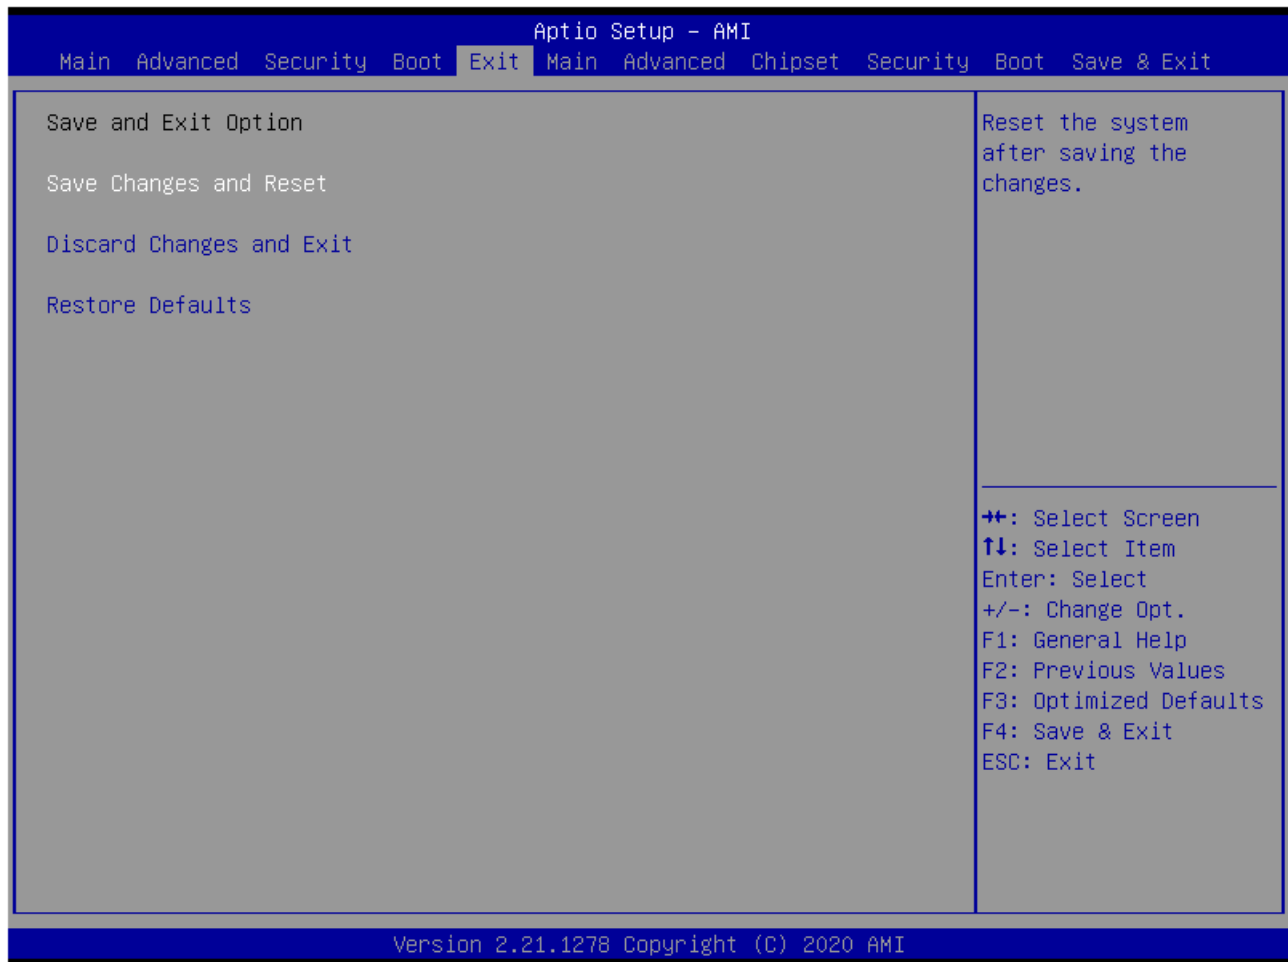 Aptio Setup – AMI
Main Advanced Security Boot Exit Main Advanced Chipset Security Boot Save & Exit
Save and Exit Option
Save Changes and Reset
Discard Changes and Exit
Restore Defaults
Reset the system
after saving the
changes.
→←: Select Screen
↑↓: Select Item
Enter: Select
+/-: Change Opt.
F1: General Help
F2: Previous Values
F3: Optimized Defaults
F4: Save & Exit
ESC: Exit
Version 2.21.1278 Copyright (C) 2020 AMI